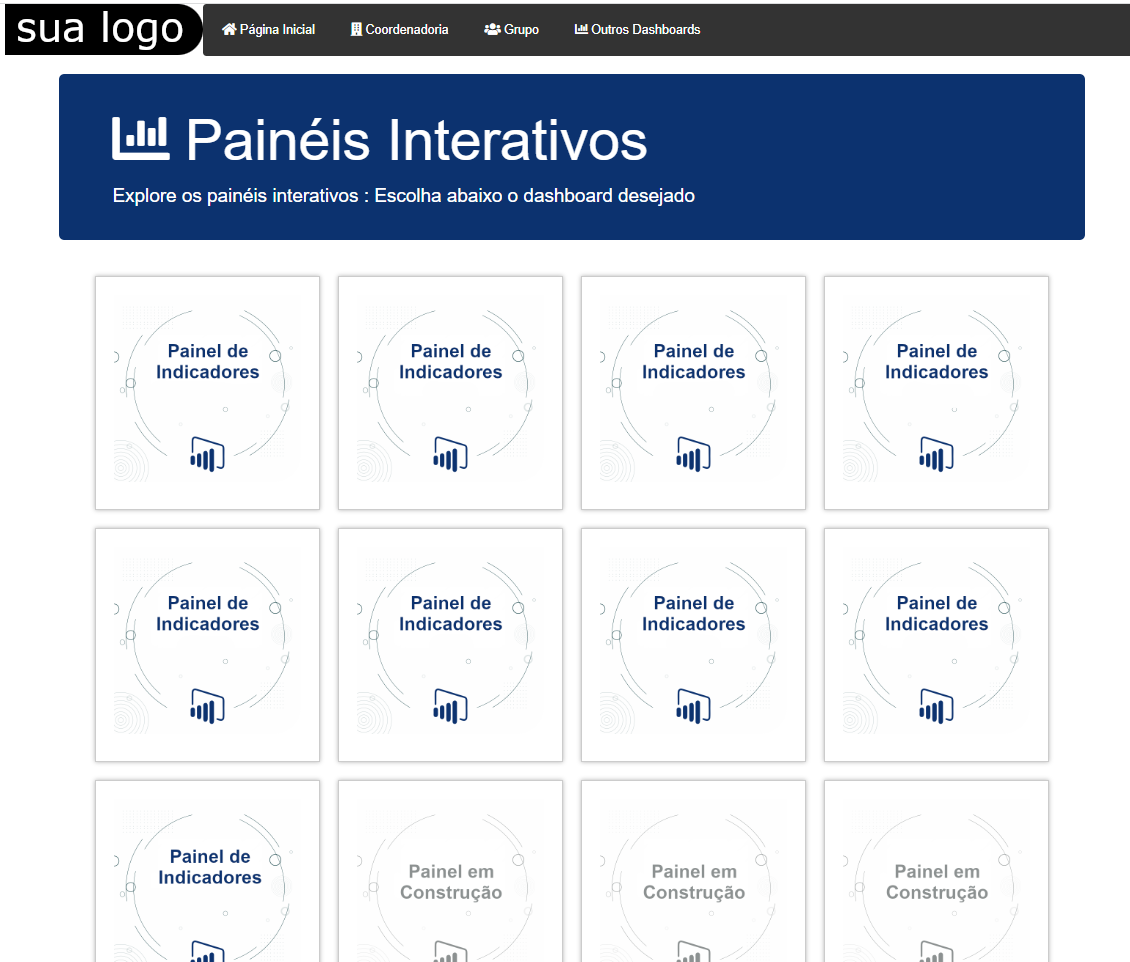 sua logo
Página Inicial
Coordenadoria
Grupo
Outros Dashboards
Painéis Interativos
Explore os painéis interativos : Escolha abaixo o dashboard desejado
Painel de
Indicadores
Painel de
Indicadores
Painel de
Indicadores
Painel de
Indicadores
Painel de
Indicadores
Painel de
Indicadores
Painel de
Indicadores
Painel de
Indicadores
Painel de
Indicadores
Painel em
Construção
Painel em
Construção
Painel em
Construção